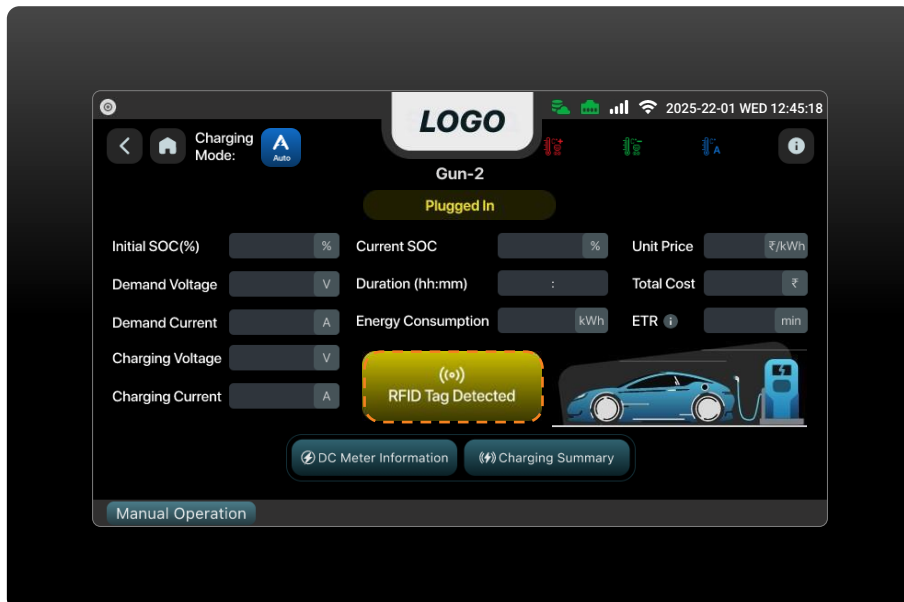 LOGO
2025-22-01 WED 12:45:18
Charging Mode:
A
Auto
A
Gun-2
Plugged In
Initial SOC(%) %
Current SOC %
Unit Price ₹/kWh
Demand Voltage V
Duration (hh:mm) :
Total Cost ₹
Demand Current A
Energy Consumption kWh
ETR i min
Charging Voltage V
Charging Current A
RFID Tag Detected
DC Meter Information
Charging Summary
Manual Operation